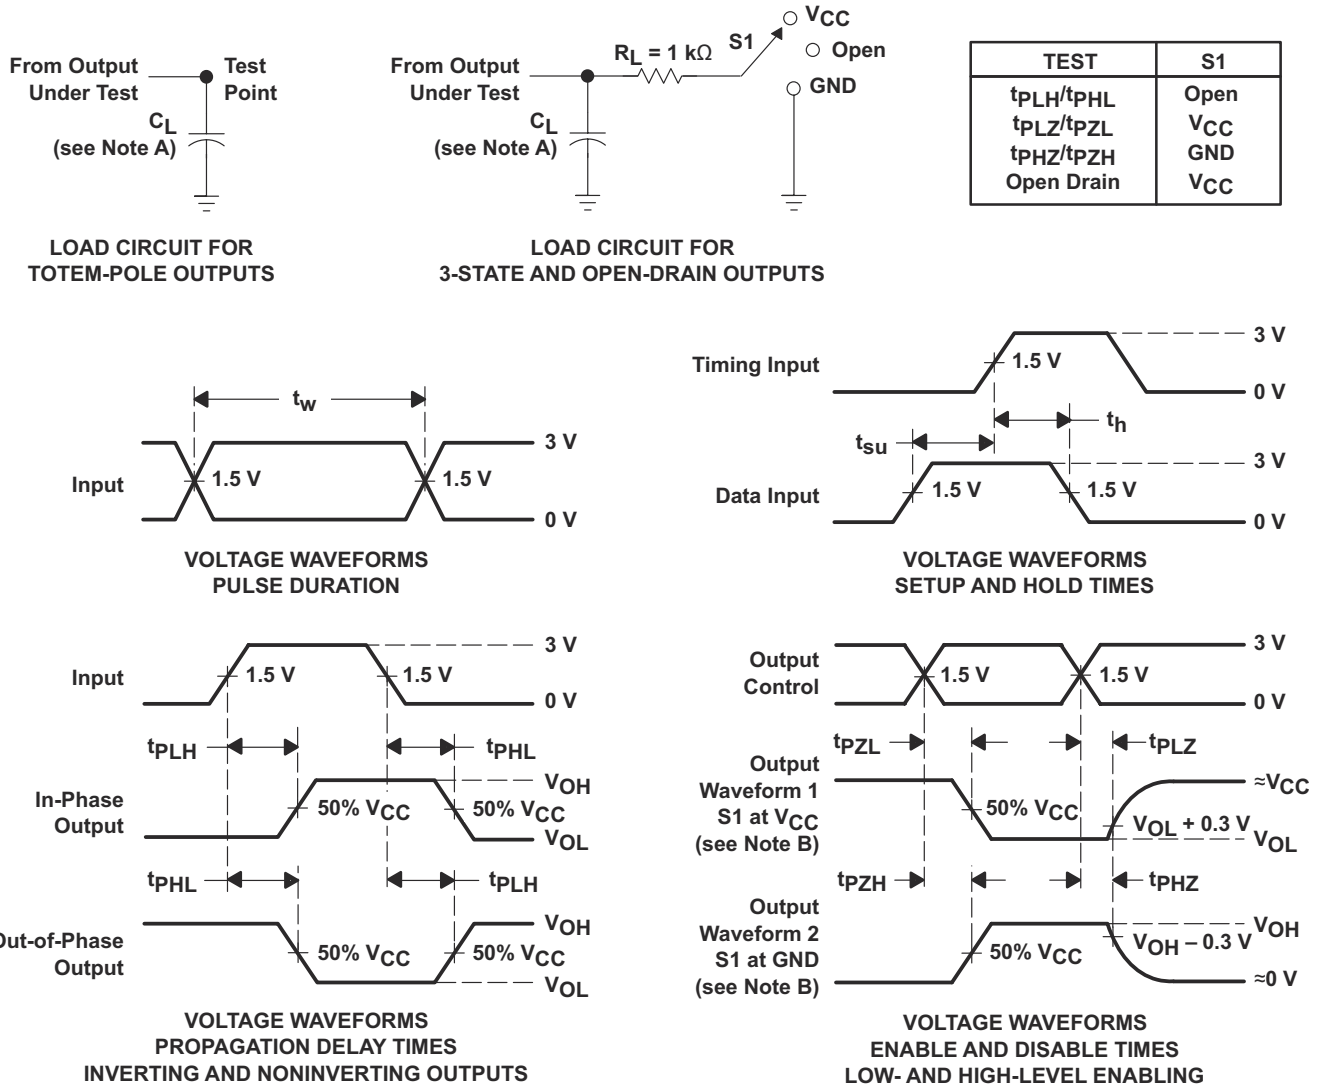 From Output
Under Test
Test
Point
CL
(see Note A)
LOAD CIRCUIT FOR
TOTEM-POLE OUTPUTS
From Output
Under Test
RL = 1 kΩ
S1
VCC
Open
GND
CL
(see Note A)
LOAD CIRCUIT FOR
3-STATE AND OPEN-DRAIN OUTPUTS
TEST S1
tPLH/tPHL Open
tPLZ/tPZL VCC
tPHZ/tPZH GND
Open Drain VCC
tw
Input
1.5 V
1.5 V
3 V
0 V
VOLTAGE WAVEFORMS
PULSE DURATION
Timing Input
1.5 V
3 V
0 V
tsu
th
Data Input
1.5 V
1.5 V
3 V
0 V
VOLTAGE WAVEFORMS
SETUP AND HOLD TIMES
Input
1.5 V
1.5 V
3 V
0 V
tPLH
tPHL
In-Phase
Output
50% VCC
50% VCC
VOH
VOL
tPHL
tPLH
Out-of-Phase
Output
50% VCC
50% VCC
VOH
VOL
VOLTAGE WAVEFORMS
PROPAGATION DELAY TIMES
INVERTING AND NONINVERTING OUTPUTS
Output
Control
1.5 V
1.5 V
3 V
0 V
tPZL
tPLZ
Output
Waveform 1
S1 at VCC
(see Note B)
50% VCC
VOL + 0.3 V
≈VCC
VOL
tPZH
tPHZ
Output
Waveform 2
S1 at GND
(see Note B)
50% VCC
VOH − 0.3 V
VOH
≈0 V
VOLTAGE WAVEFORMS
ENABLE AND DISABLE TIMES
LOW- AND HIGH-LEVEL ENABLING